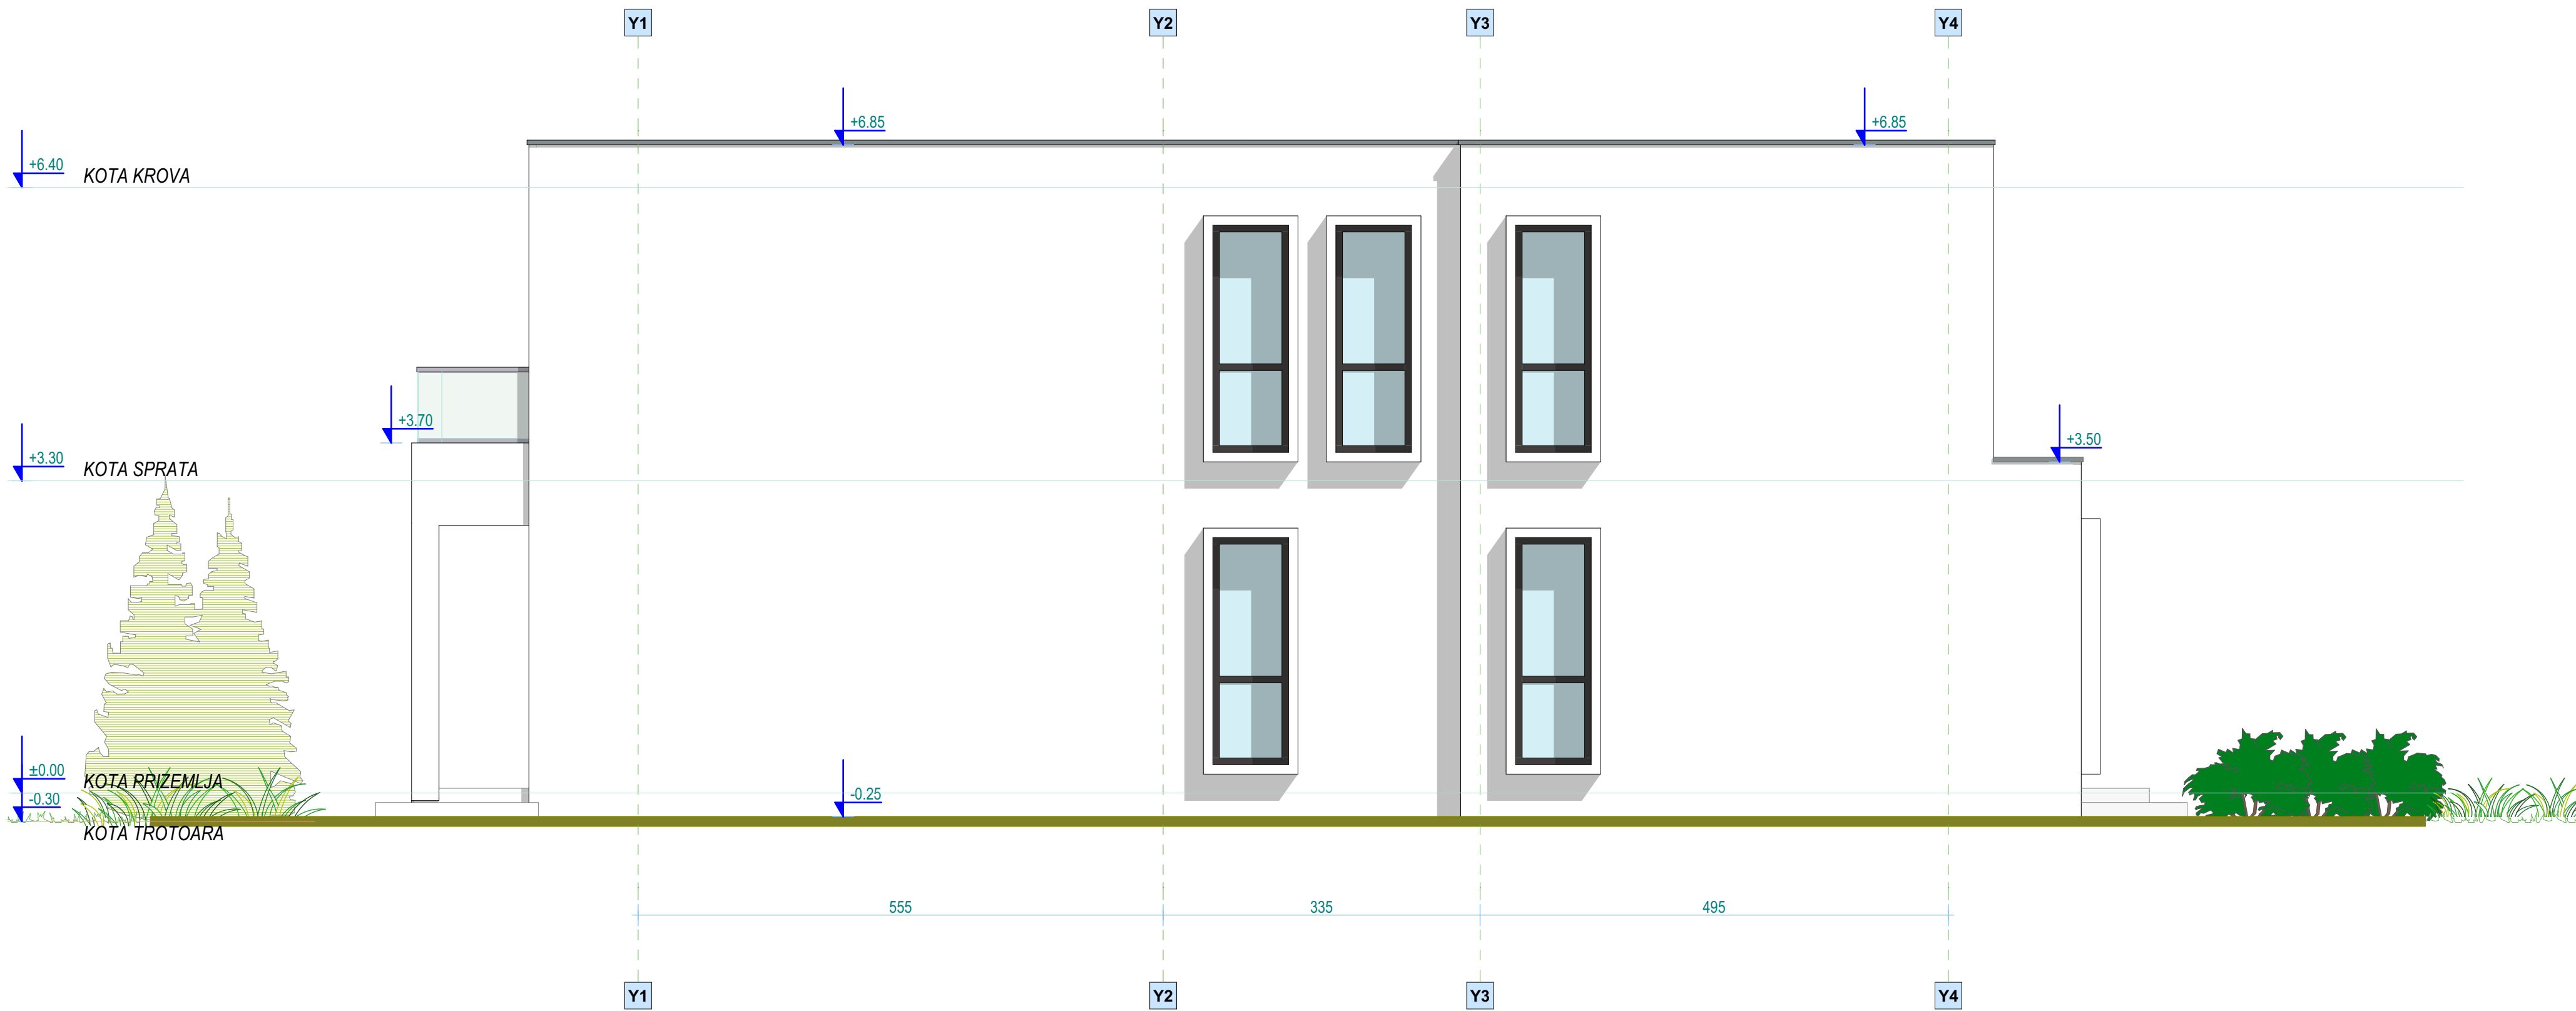 Y1 Y2 Y3 Y4
+6.85 +6.85
+6.40 KOTA KROVA
+3.70
+3.50
+3.30 KOTA SPRATA
±0.00 KOTA PRIZEMLJA
-0.30 -0.25
KOTA TROTOARA
555 335 495
Y1 Y2 Y3 Y4